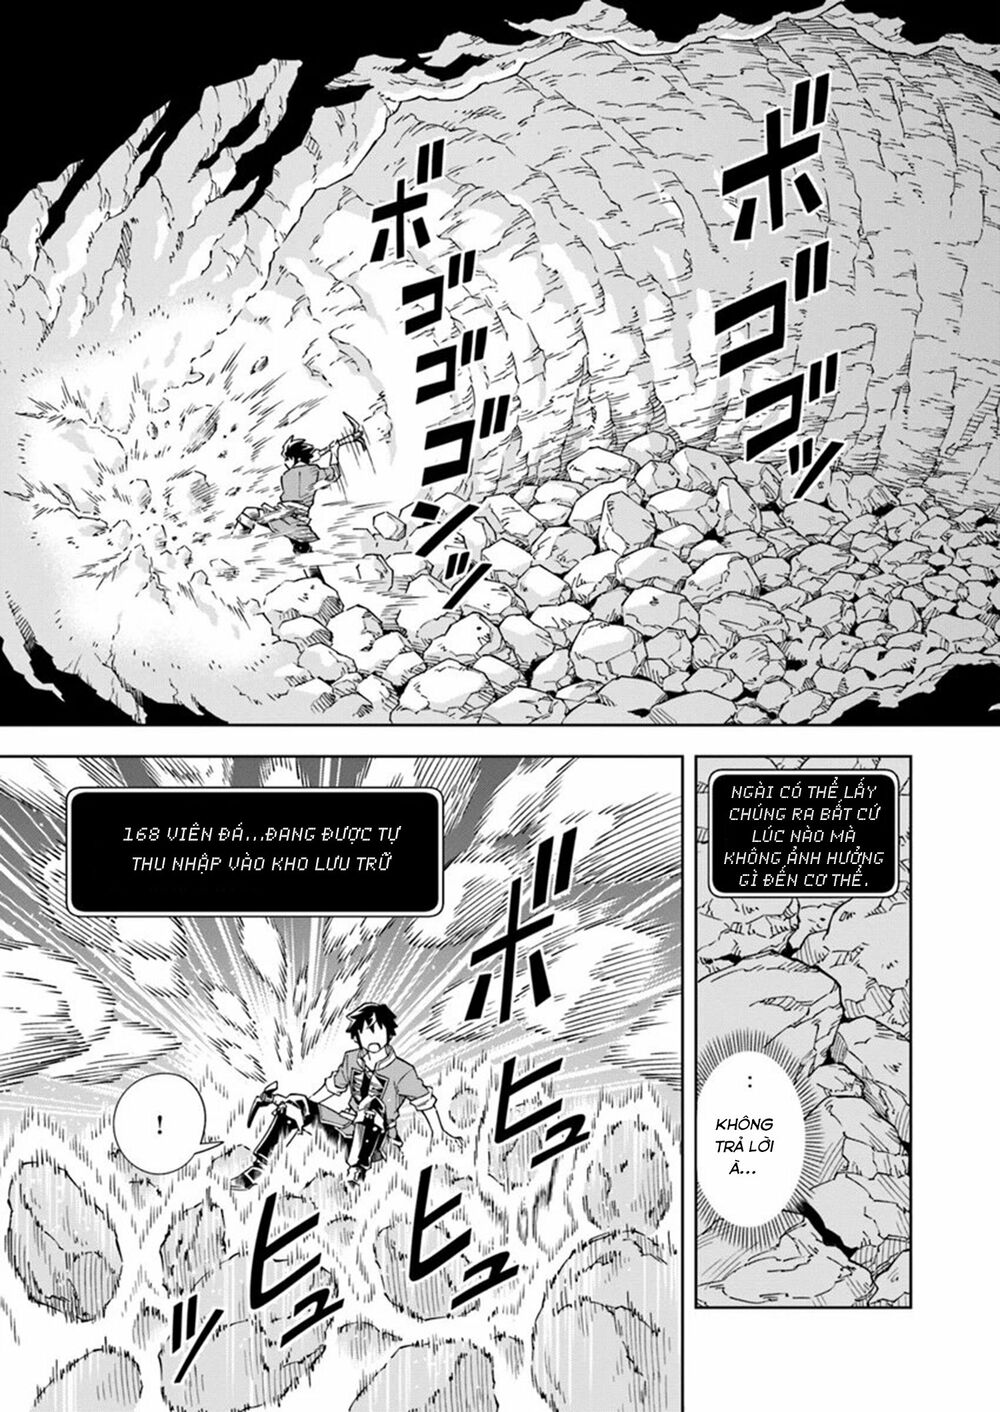 ボゴゴゴッ
ボゴゴゴンッ
NGÀI CÓ THỂ LẤY
CHÚNG RA BẤT CỨ
LÚC NÀO MÀ
KHÔNG ẢNH HƯỞNG
GÌ ĐẾN CƠ THỂ.
:
KHÔNG
TRẢ LỜI
À...
168 VIÊN ĐÁ...ĐANG ĐƯỢC TỰ
THU NHẬP VÀO KHO LƯU TRỮ
ボヒュ
ヒュ
ヒュッ
!